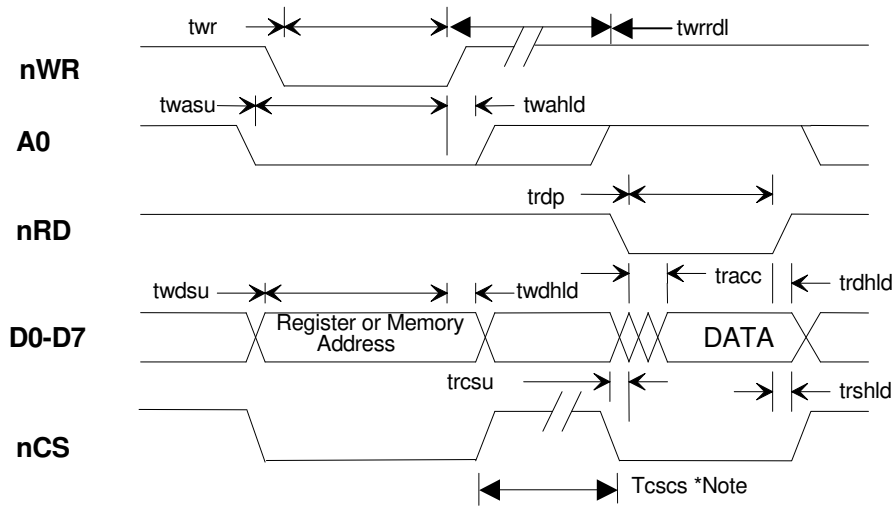 twr
twrrdl
nWR
twasu
twahld
A0
trdp
nRD
twdsu
twdhld
tracc
trdhld
D0-D7
Register or Memory
Address
DATA
trcsu
trshld
nCS
Tcscs *Note